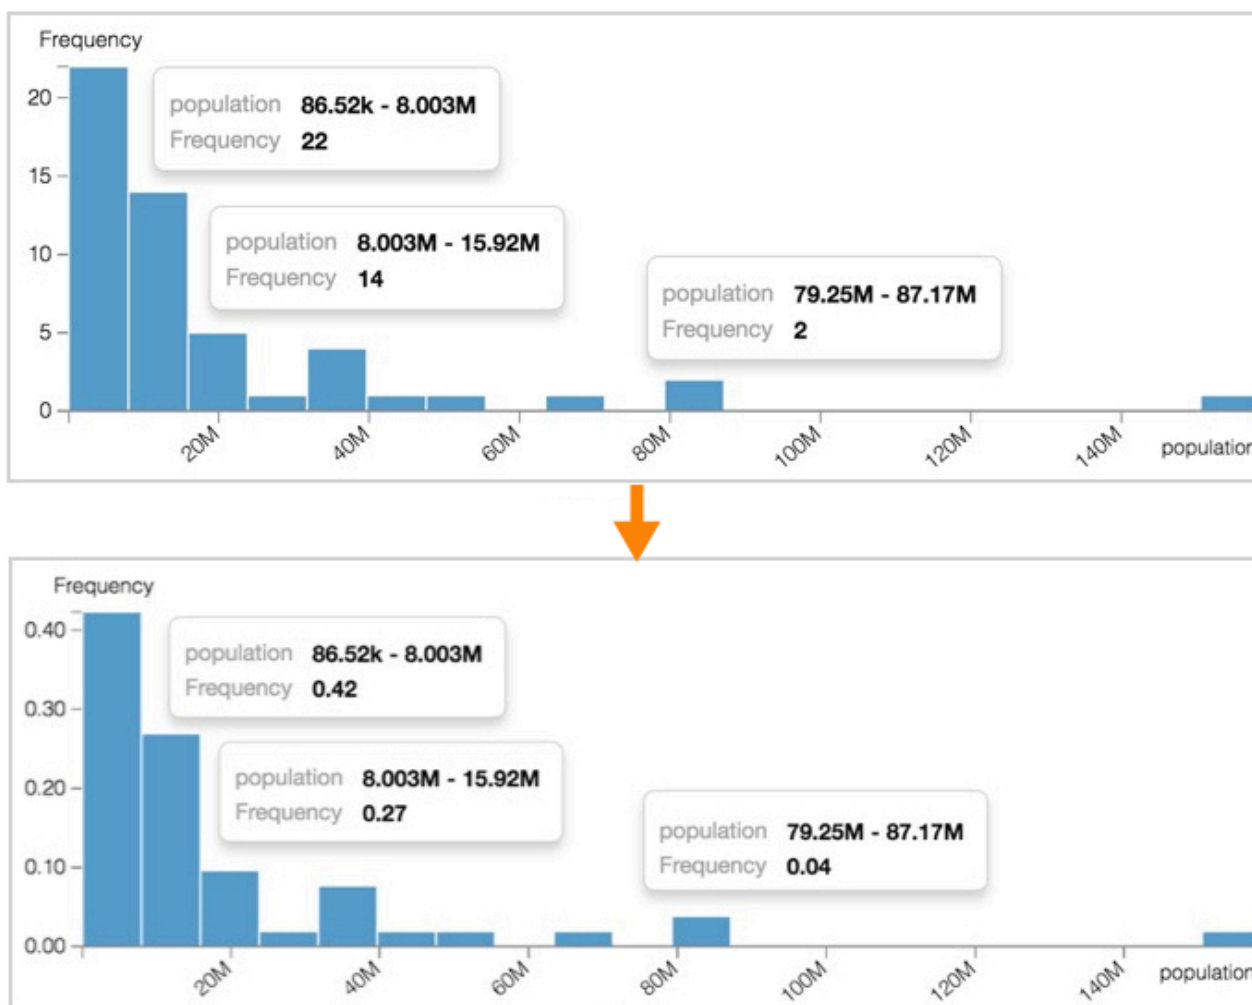 Frequency
20
15
10
5
0
population 86.52k - 8.003M
Frequency 22
population 8.003M - 15.92M
Frequency 14
population 79.25M - 87.17M
Frequency 2
20M 40M 60M 80M 100M 120M 140M population
Frequency
0.40
0.30
0.20
0.10
0.00
population 86.52k - 8.003M
Frequency 0.42
population 8.003M - 15.92M
Frequency 0.27
population 79.25M - 87.17M
Frequency 0.04
20M 40M 60M 80M 100M 120M 140M population